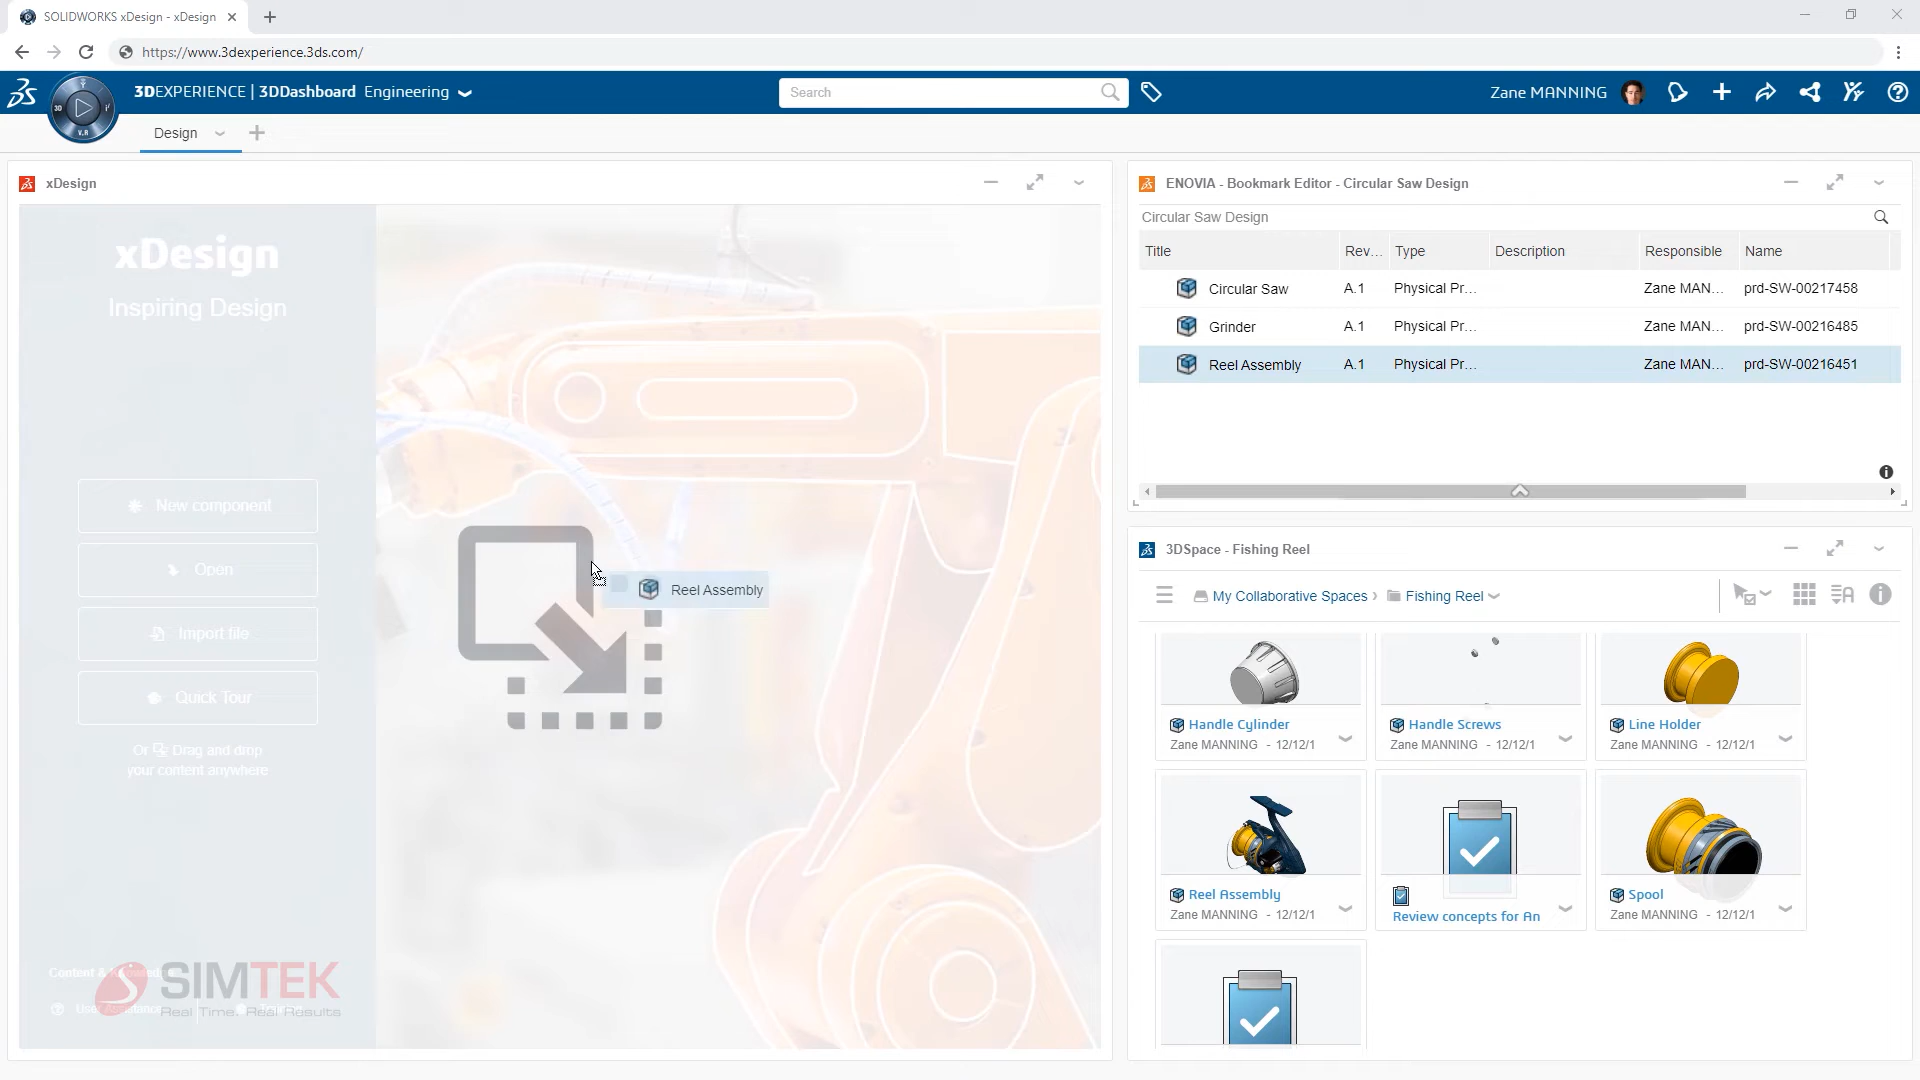 SOLIDWORKS xDesign - xDesign
https://www.3dexperience.3ds.com/
3DEXPERIENCE | 3DDashboard Engineering
Search
Zane MANNING
3D
V.R
Design
xDesign
xDesign
Inspiring Design
New component
Open
Import file
Quick Tour
Or Drag and drop
your content anywhere
Reel Assembly
SIMTEK
Real Time. Real Results
ENOVIA - Bookmark Editor - Circular Saw Design
Circular Saw Design
Title Rev... Type Description Responsible Name
Circular Saw A.1 Physical Pr... Zane MAN... prd-SW-00217458
Grinder A.1 Physical Pr... Zane MAN... prd-SW-00216485
Reel Assembly A.1 Physical Pr... Zane MAN... prd-SW-00216451
3DSpace - Fishing Reel
My Collaborative Spaces › Fishing Reel
Handle Cylinder
Zane MANNING - 12/12/1
Handle Screws
Zane MANNING - 12/12/1
Line Holder
Zane MANNING - 12/12/1
Reel Assembly
Zane MANNING - 12/12/1
Review concepts for An
Spool
Zane MANNING - 12/12/1